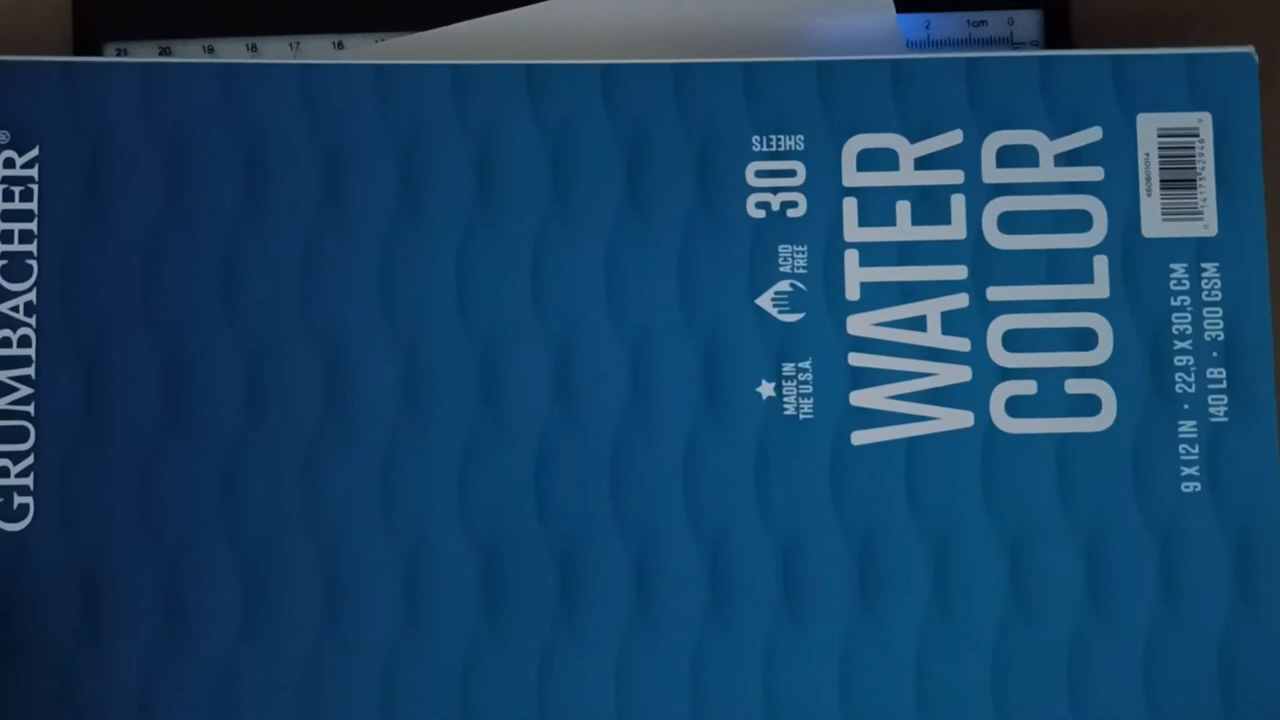 21 20 19 18 17 16
2 1cm 0
GRUMBACHER®
30 SHEETS
ACID
FREE
MADE IN
THE U.S.A.
WATER
COLOR
460601014
9 X 12 IN · 22,9 X 30,5 CM
140 LB · 300 GSM